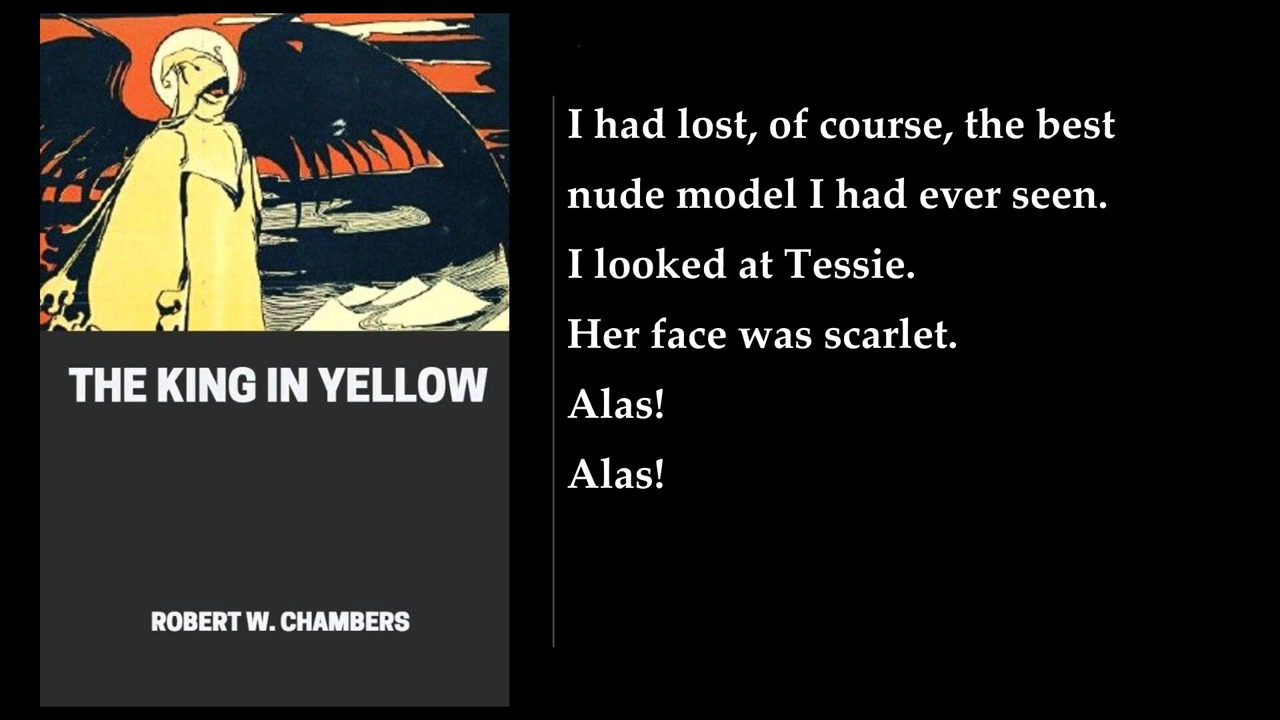 THE KING IN YELLOW
ROBERT W. CHAMBERS
I had lost, of course, the best
nude model I had ever seen.
I looked at Tessie.
Her face was scarlet.
Alas!
Alas!